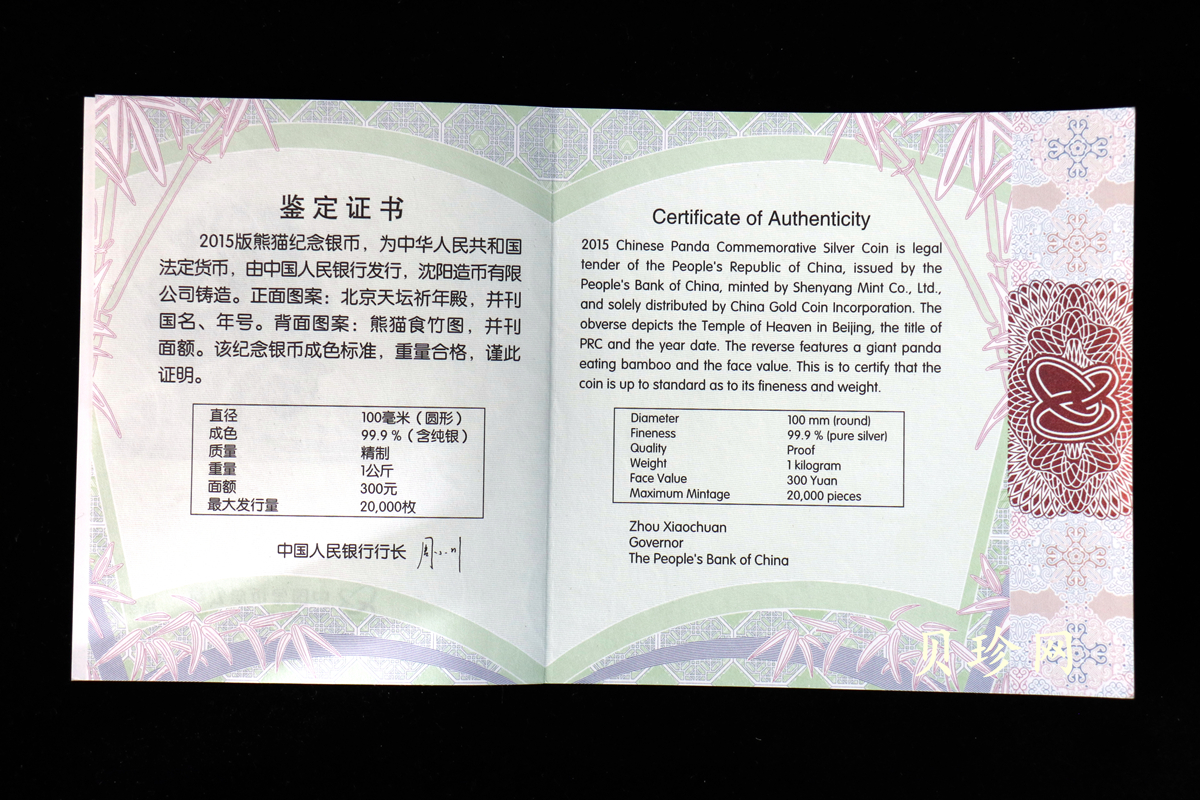 鉴定证书
2015版熊猫纪念银币，为中华人民共和国
法定货币，由中国人民银行发行，沈阳造币有限
公司铸造。正面图案：北京天坛祈年殿，并刊
国名、年号。背面图案：熊猫食竹图，并刊
面额。该纪念银币成色标准，重量合格，谨此
证明。
直径 100毫米（圆形）
成色 99.9 %（含纯银）
质量 精制
重量 1公斤
面额 300元
最大发行量 20,000枚
中国人民银行行长
Certificate of Authenticity
2015 Chinese Panda Commemorative Silver Coin is legal
tender of the People's Republic of China, issued by the
People's Bank of China, minted by Shenyang Mint Co., Ltd.,
and solely distributed by China Gold Coin Incorporation. The
obverse depicts the Temple of Heaven in Beijing, the title of
PRC and the year date. The reverse features a giant panda
eating bamboo and the face value. This is to certify that the
coin is up to standard as to its fineness and weight.
Diameter 100 mm (round)
Fineness 99.9 % (pure silver)
Quality Proof
Weight 1 kilogram
Face Value 300 Yuan
Maximum Mintage 20,000 pieces
Zhou Xiaochuan
Governor
The People's Bank of China
贝珍网